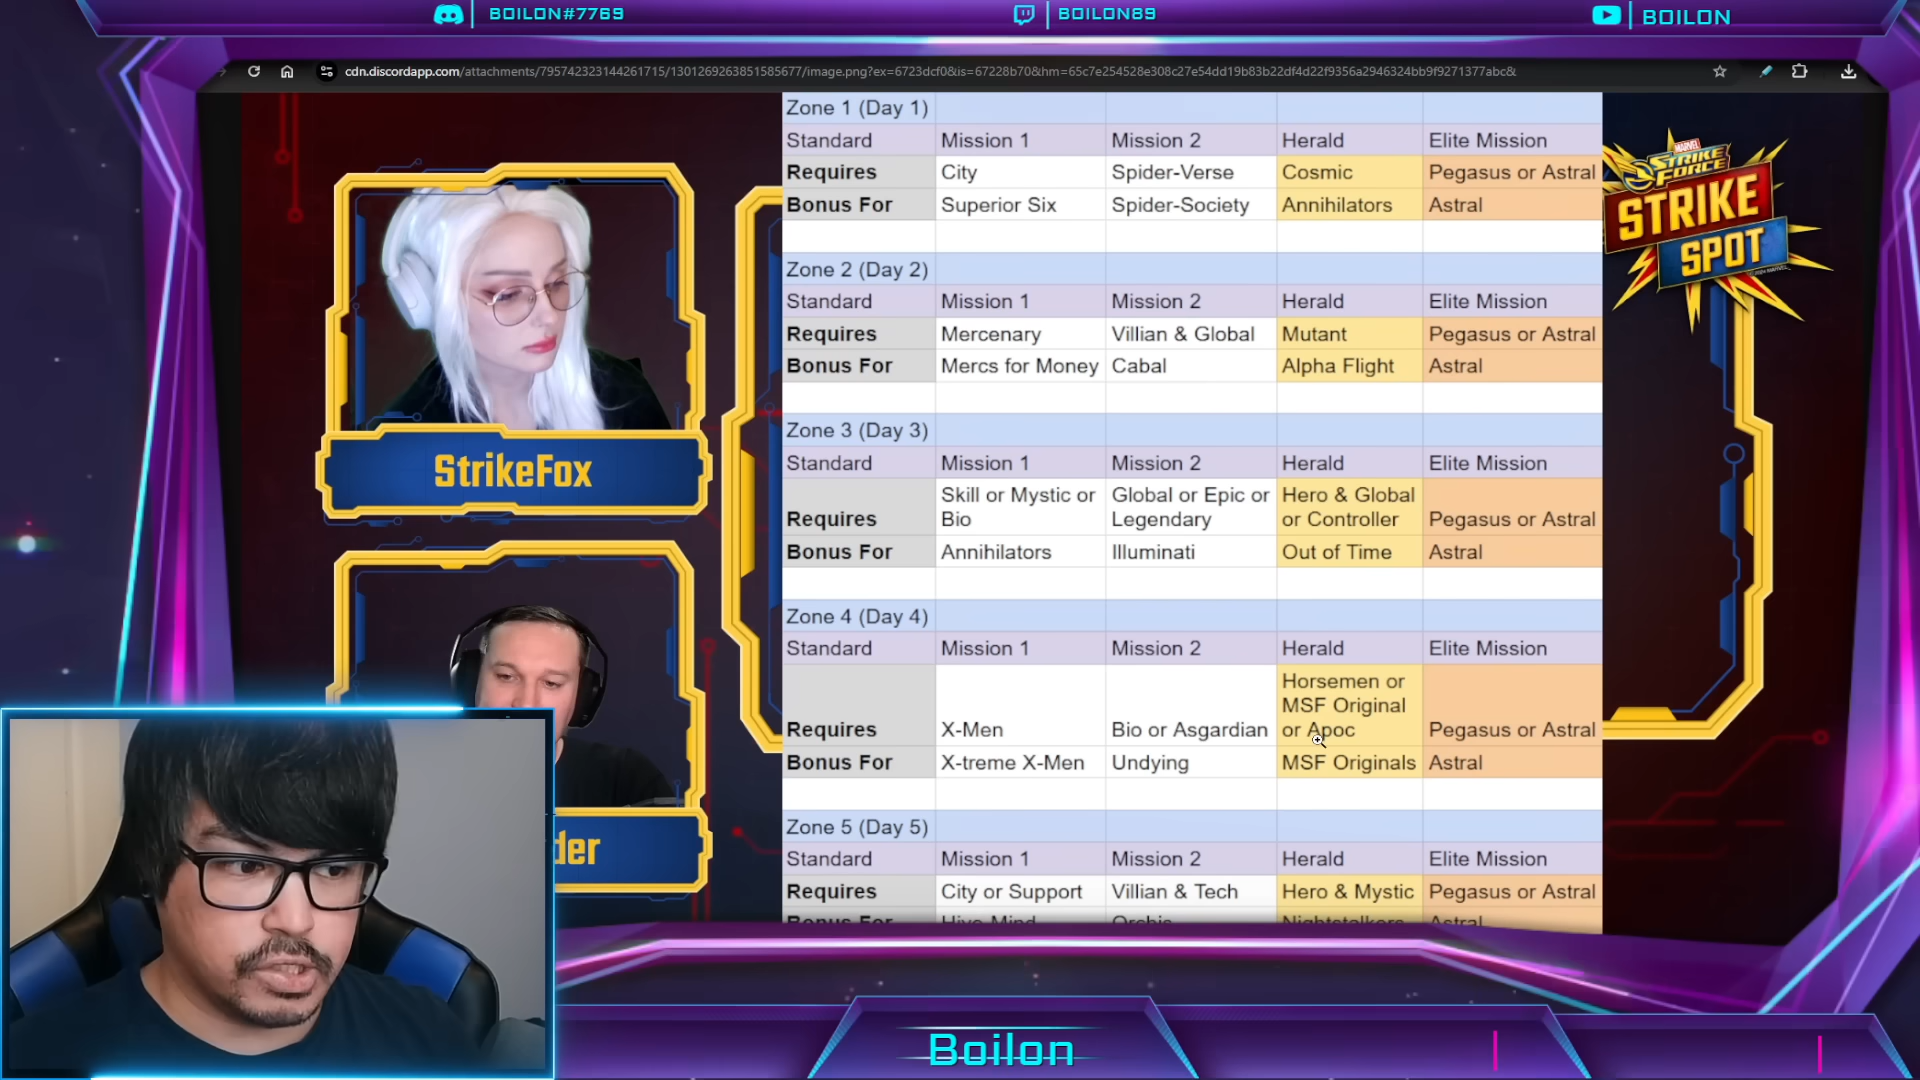 BOILON#7769
BOILON89
BOILON
cdn.discordapp.com/attachments/795742323144261715/1301269263851585677/image.png?ex=6723dcf0&is=67228b70&hm=65c7e254528e308c27e54dd19b83b22df4d22f9356a2946324bb9f9271377abc&
Zone 1 (Day 1)
Standard Mission 1 Mission 2 Herald Elite Mission
Requires City Spider-Verse Cosmic Pegasus or Astral
Bonus For Superior Six Spider-Society Annihilators Astral
Zone 2 (Day 2)
Standard Mission 1 Mission 2 Herald Elite Mission
Requires Mercenary Villian & Global Mutant Pegasus or Astral
Bonus For Mercs for Money Cabal Alpha Flight Astral
Zone 3 (Day 3)
Standard Mission 1 Mission 2 Herald Elite Mission
Requires Skill or Mystic or Bio Global or Epic or Legendary Hero & Global or Controller Pegasus or Astral
Bonus For Annihilators Illuminati Out of Time Astral
Zone 4 (Day 4)
Standard Mission 1 Mission 2 Herald Elite Mission
Requires X-Men Bio or Asgardian Horsemen or MSF Original or Apoc Pegasus or Astral
Bonus For X-treme X-Men Undying MSF Originals Astral
Zone 5 (Day 5)
Standard Mission 1 Mission 2 Herald Elite Mission
Requires City or Support Villian & Tech Hero & Mystic Pegasus or Astral
Bonus For Hive-Mind Orchis Nightstalkers Astral
MARVEL
STRIKE FORCE
STRIKE
SPOT
StrikeFox
der
Boilon